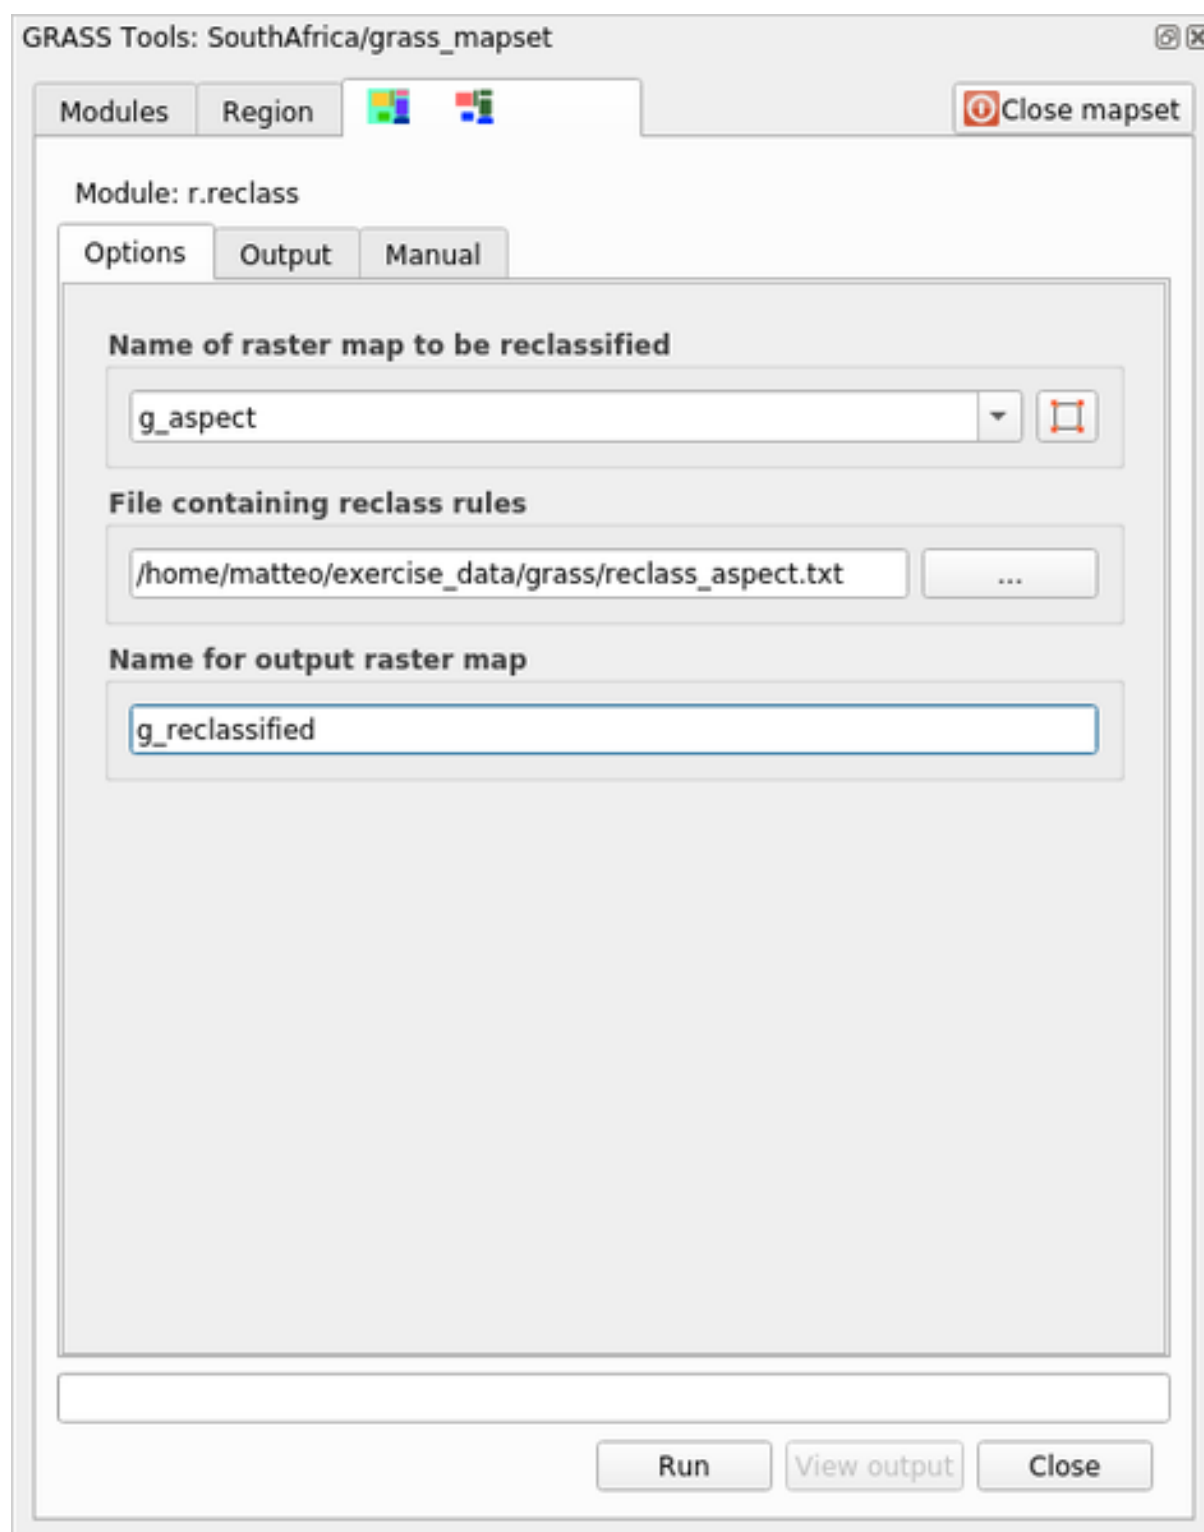 GRASS Tools: SouthAfrica/grass_mapset
Modules Region Close mapset
Module: r.reclass
Options Output Manual
Name of raster map to be reclassified
g_aspect
File containing reclass rules
/home/matteo/exercise_data/grass/reclass_aspect.txt ...
Name for output raster map
g_reclassified
Run View output Close